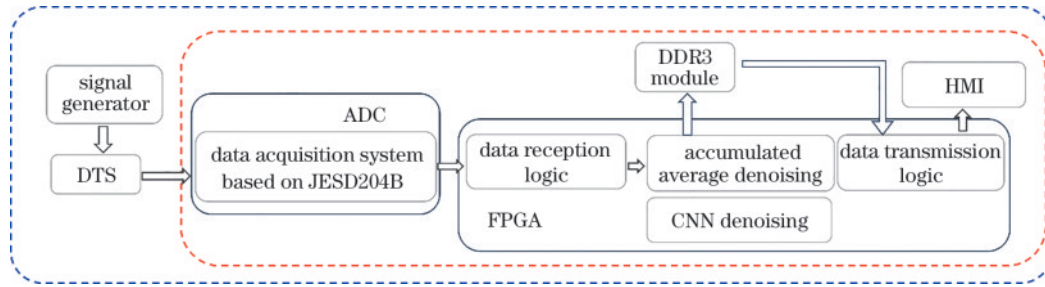 signal
generator
DTS
ADC
data acquisition system
based on JESD204B
DDR3
module
HMI
data reception
logic
accumulated
average denoising
data transmission
logic
FPGA
CNN denoising